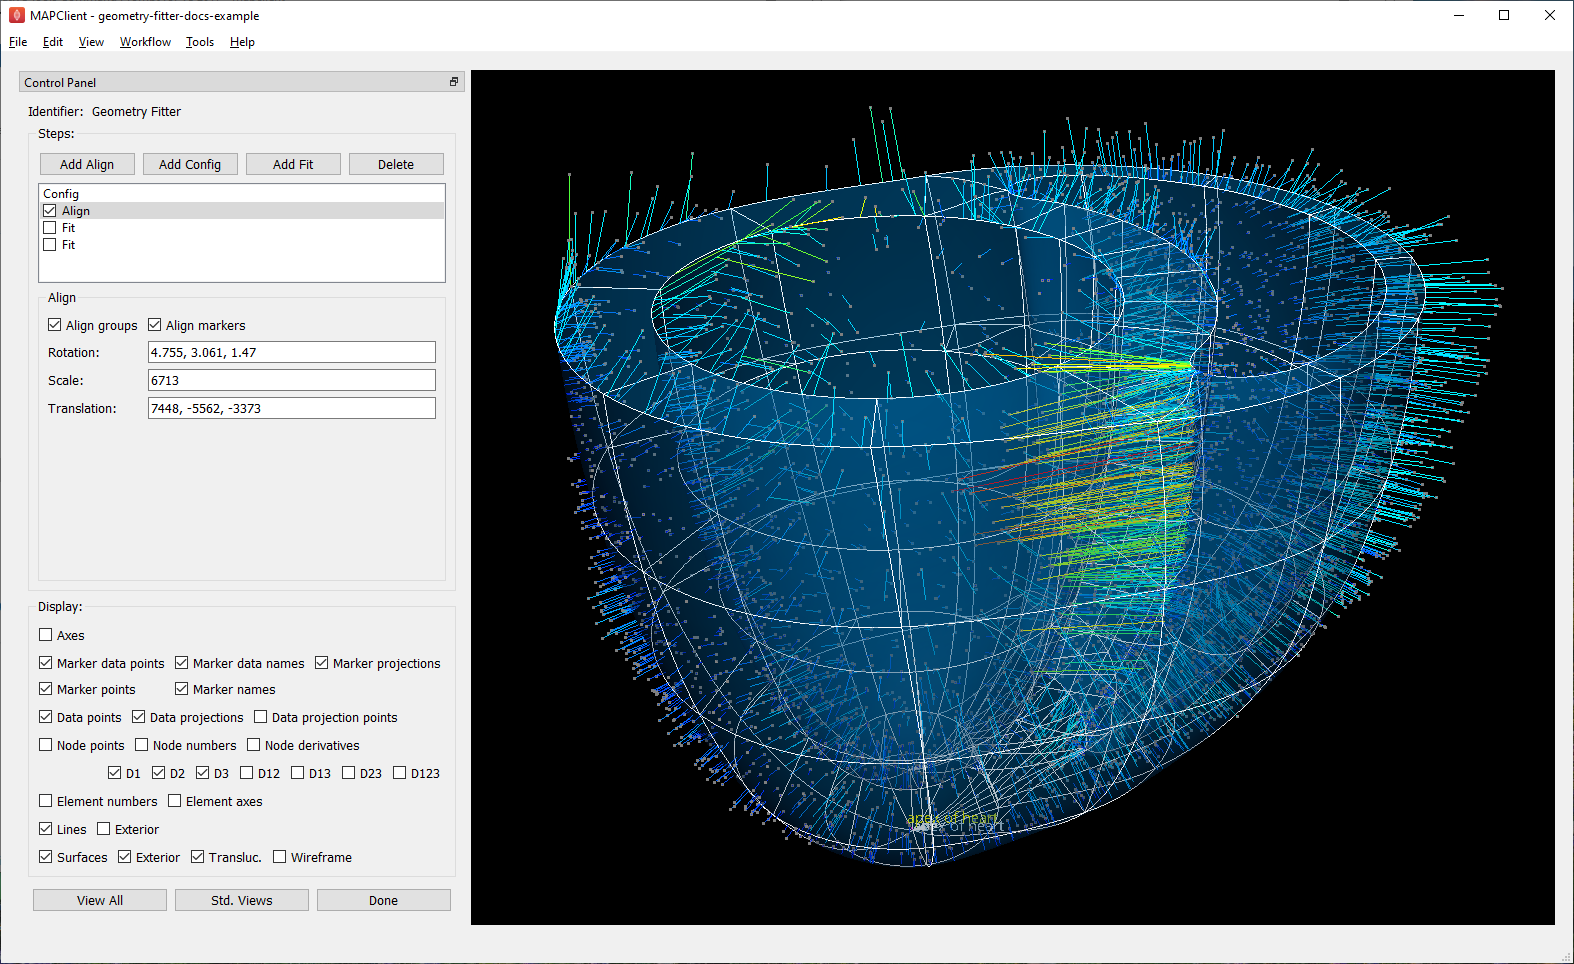 MAPClient - geometry-fitter-docs-example
File Edit View Workflow Tools Help
Control Panel
Identifier: Geometry Fitter
Steps:
Add Align Add Config Add Fit Delete
Config
Align
Fit
Fit
Align
Align groups Align markers
Rotation: 4.755, 3.061, 1.47
Scale: 6713
Translation: 7448, -5562, -3373
Display:
Axes
Marker data points Marker data names Marker projections
Marker points Marker names
Data points Data projections Data projection points
Node points Node numbers Node derivatives
D1 D2 D3 D12 D13 D23 D123
Element numbers Element axes
Lines Exterior
Surfaces Exterior Transluc. Wireframe
View All Std. Views Done
apex of heart
apex of heart